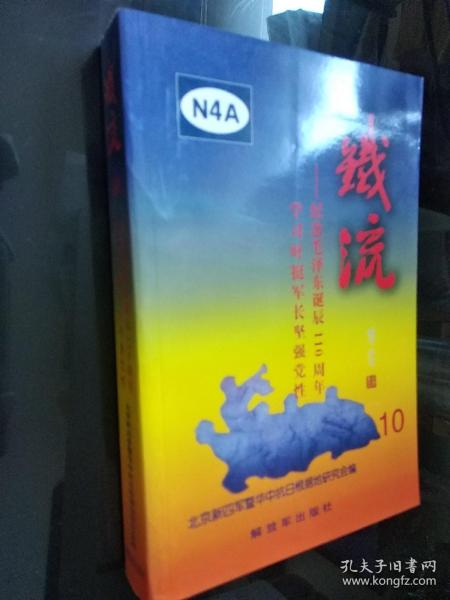 N4A
鐵流
——纪念毛泽东诞辰110周年
学习叶挺军长坚强党性
10
北京新四军暨华中抗日根据地研究会编
解放军出版社
鐵流
孔夫子旧书网
www.kongfz.com